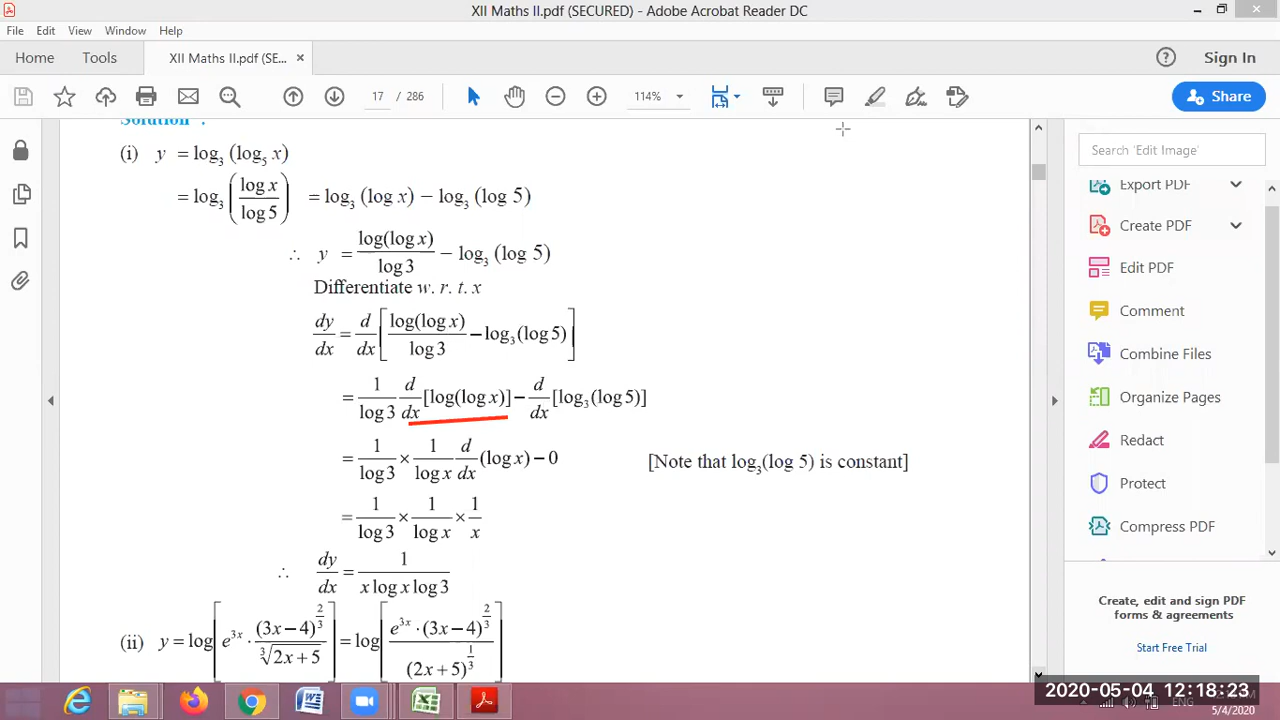 XII Maths II.pdf (SECURED) - Adobe Acrobat Reader DC
File Edit View Window Help
Home Tools XII Maths II.pdf (SE... × Sign In
17 / 286 114% Share
Solution :
(i) y = log₃ (log₅ x)
= log₃ (log x / log 5) = log₃ (log x) − log₃ (log 5)
∴ y = log(log x) / log 3 − log₃ (log 5)
Differentiate w. r. t. x
dy/dx = d/dx [log(log x) / log 3 − log₃(log 5)]
= 1/log 3 d/dx [log(log x)] − d/dx [log₃(log 5)]
= 1/log 3 × 1/log x d/dx (log x) − 0 [Note that log₃(log 5) is constant]
= 1/log 3 × 1/log x × 1/x
∴ dy/dx = 1 / x log x log 3
(ii) y = log [e^{3x} · (3x − 4)^{2/3} / ∛(2x + 5)] = log [e^{3x} · (3x − 4)^{2/3} / (2x + 5)^{1/3}]
Search 'Edit Image'
Export PDF
Create PDF
Edit PDF
Comment
Combine Files
Organize Pages
Redact
Protect
Compress PDF
Create, edit and sign PDF
forms & agreements
Start Free Trial
2020-05-04 12:18:23
ENG
5/4/2020